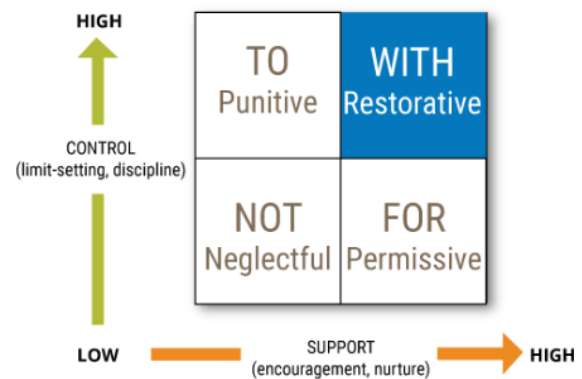 HIGH
TO
Punitive
WITH
Restorative
CONTROL
(limit-setting, discipline)
NOT
Neglectful
FOR
Permissive
LOW
SUPPORT
(encouragement, nurture)
HIGH